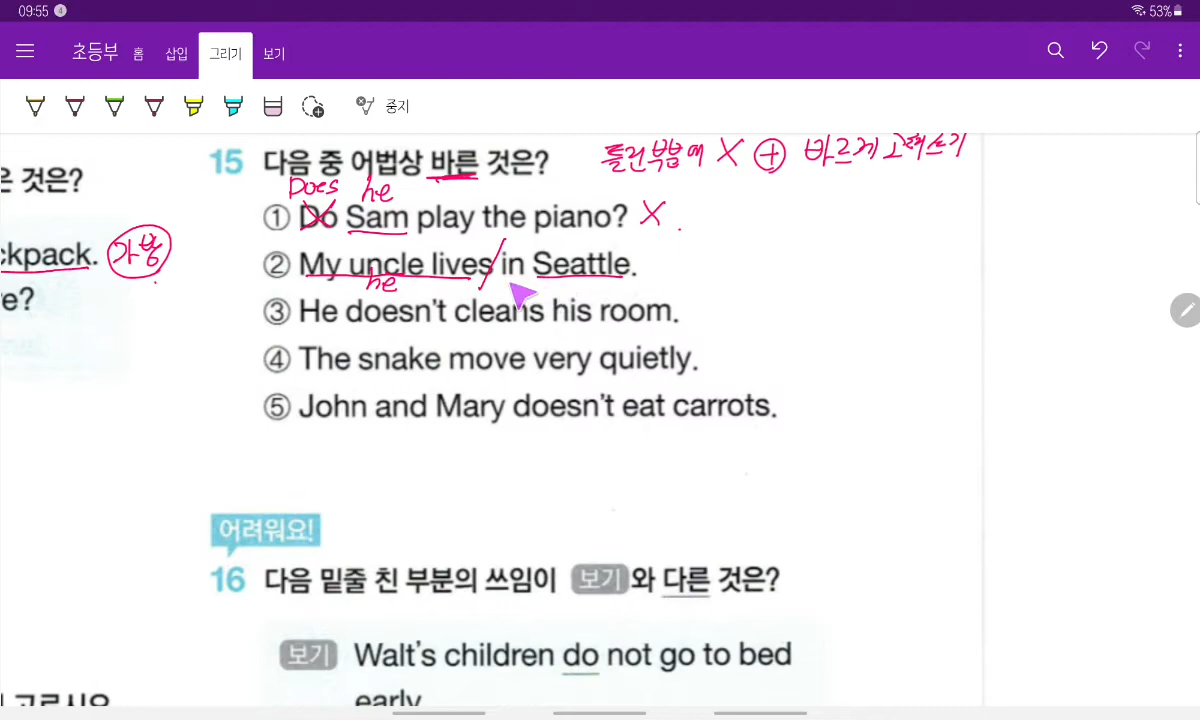 09:55 4 53%
초등부 홈 삽입 그리기 보기
중지
은 것은?
ckpack. 가방
e?
15 다음 중 어법상 바른 것은?
틀린부분에 X + 바르게 고쳐쓰기
Does he
① Do Sam play the piano? X
② My uncle lives / in Seattle.
he
③ He doesn't cleans his room.
④ The snake move very quietly.
⑤ John and Mary doesn't eat carrots.
어려워요!
16 다음 밑줄 친 부분의 쓰임이 보기와 다른 것은?
보기 Walt's children do not go to bed
early
고르시오